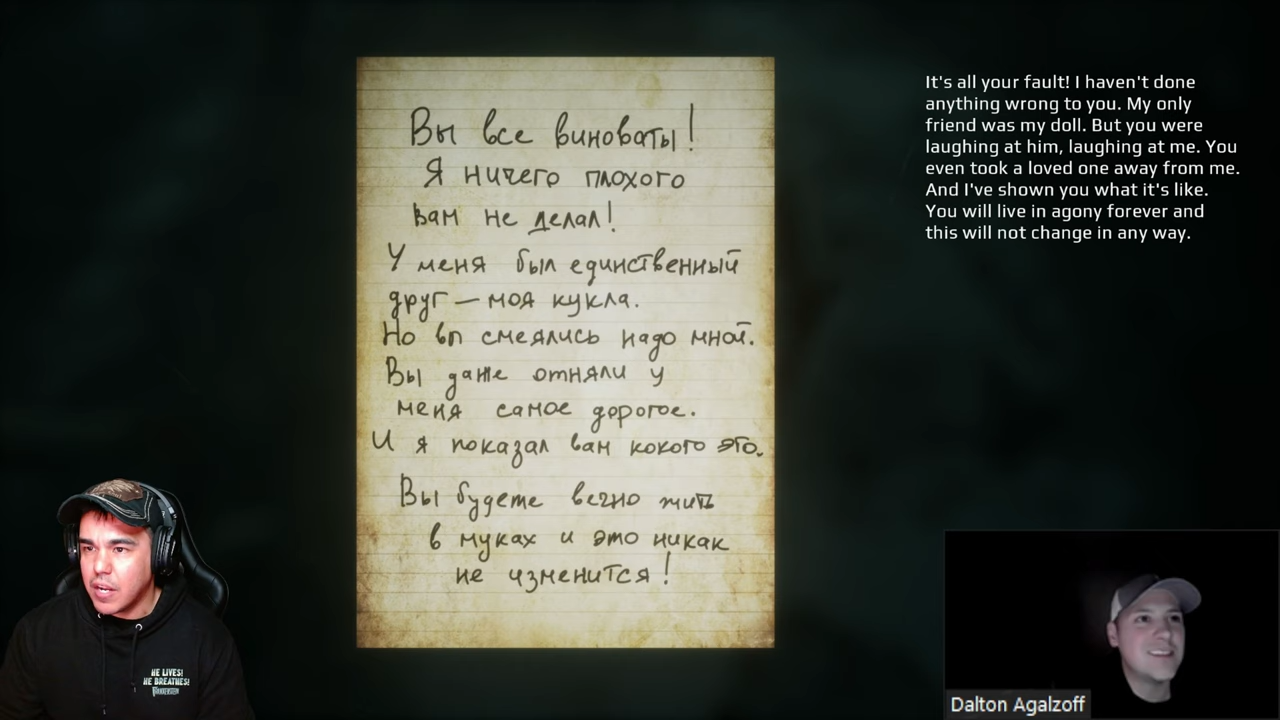 Вы все виноваты!
Я ничего плохого
вам не делал!
У меня был единственный
друг — моя кукла.
Но вы смеялись надо мной.
Вы даже отняли у
меня самое дорогое.
И я показал вам кокого это.
Вы будете вечно жить
в муках и это никак
не изменится!
It's all your fault! I haven't done
anything wrong to you. My only
friend was my doll. But you were
laughing at him, laughing at me. You
even took a loved one away from me.
And I've shown you what it's like.
You will live in agony forever and
this will not change in any way.
HE LIVES!
HE BREATHES!
FRANKENSTEIN
Dalton Agalzoff